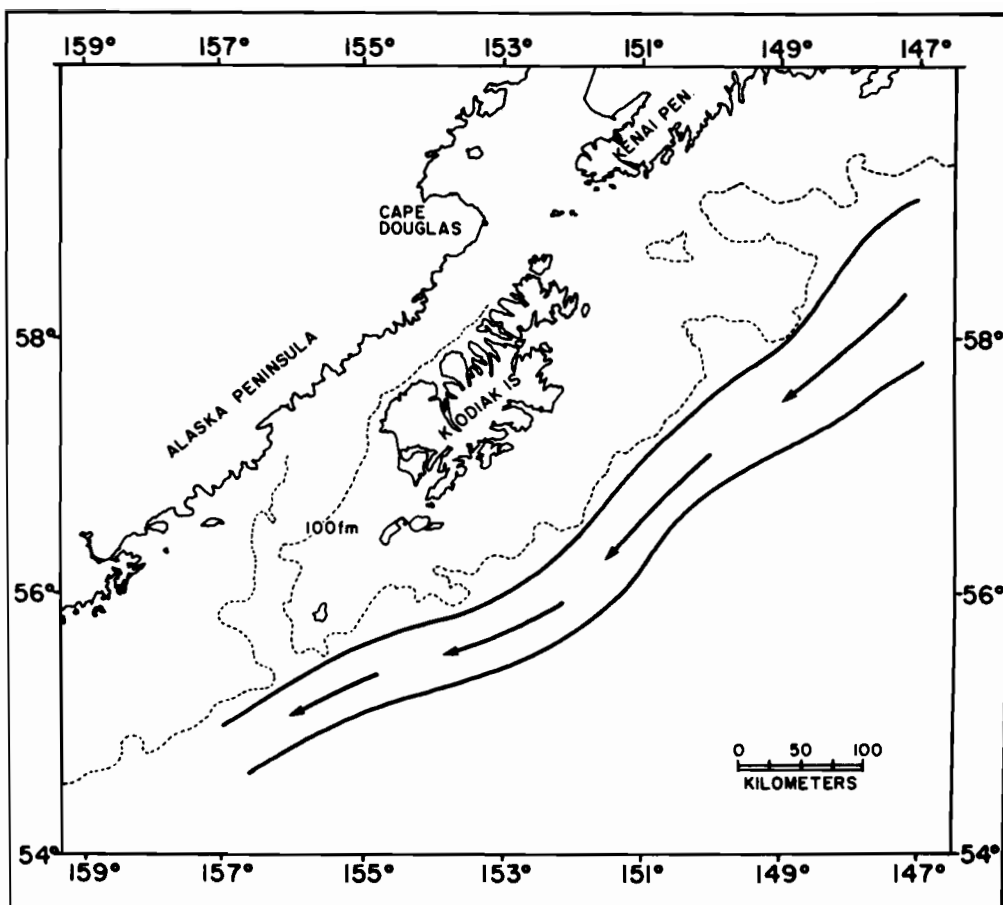 159° 157° 155° 153° 151° 149° 147°
KENAI PEN.
CAPE
DOUGLAS
58° 58°
ALASKA PENINSULA
KODIAK IS
100fm
56° 56°
0 50 100
KILOMETERS
54° 54°
159° 157° 155° 153° 151° 149° 147°